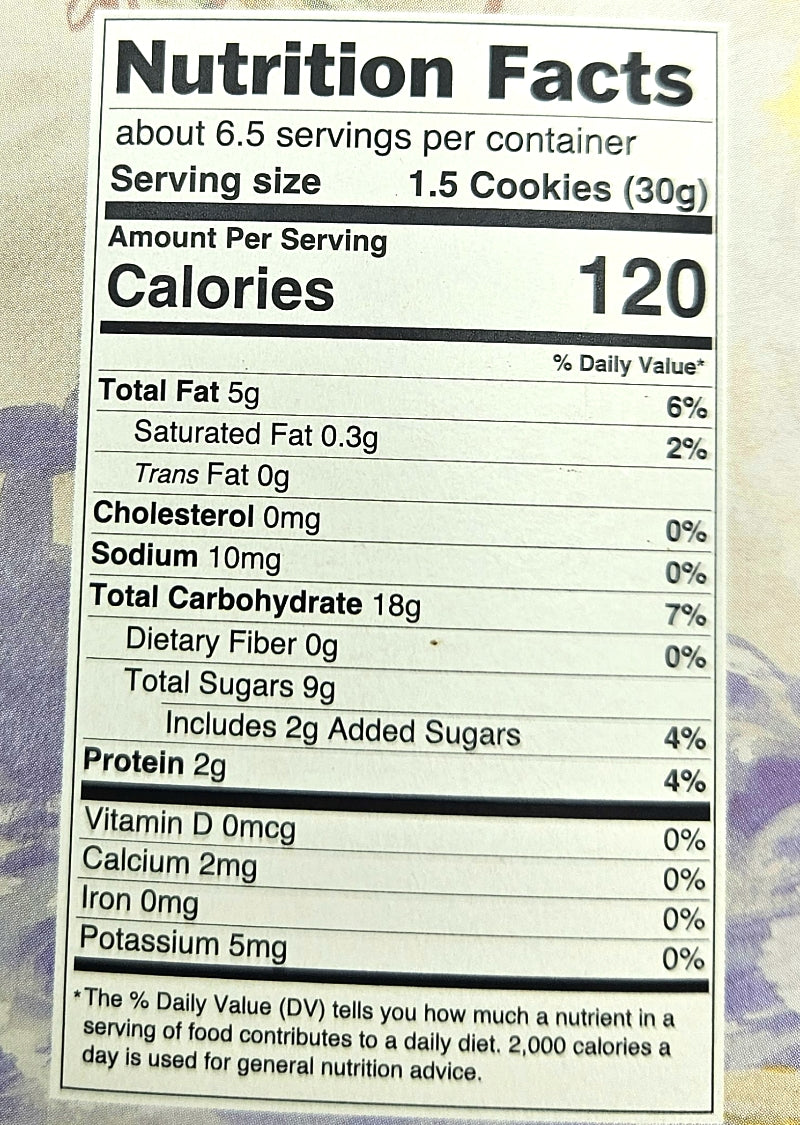 Nutrition Facts
about 6.5 servings per container
Serving size 1.5 Cookies (30g)
Amount Per Serving
Calories 120
% Daily Value*
Total Fat 5g 6%
Saturated Fat 0.3g 2%
Trans Fat 0g
Cholesterol 0mg 0%
Sodium 10mg 0%
Total Carbohydrate 18g 7%
Dietary Fiber 0g 0%
Total Sugars 9g
Includes 2g Added Sugars 4%
Protein 2g 4%
Vitamin D 0mcg 0%
Calcium 2mg 0%
Iron 0mg 0%
Potassium 5mg 0%
*The % Daily Value (DV) tells you how much a nutrient in a
serving of food contributes to a daily diet. 2,000 calories a
day is used for general nutrition advice.